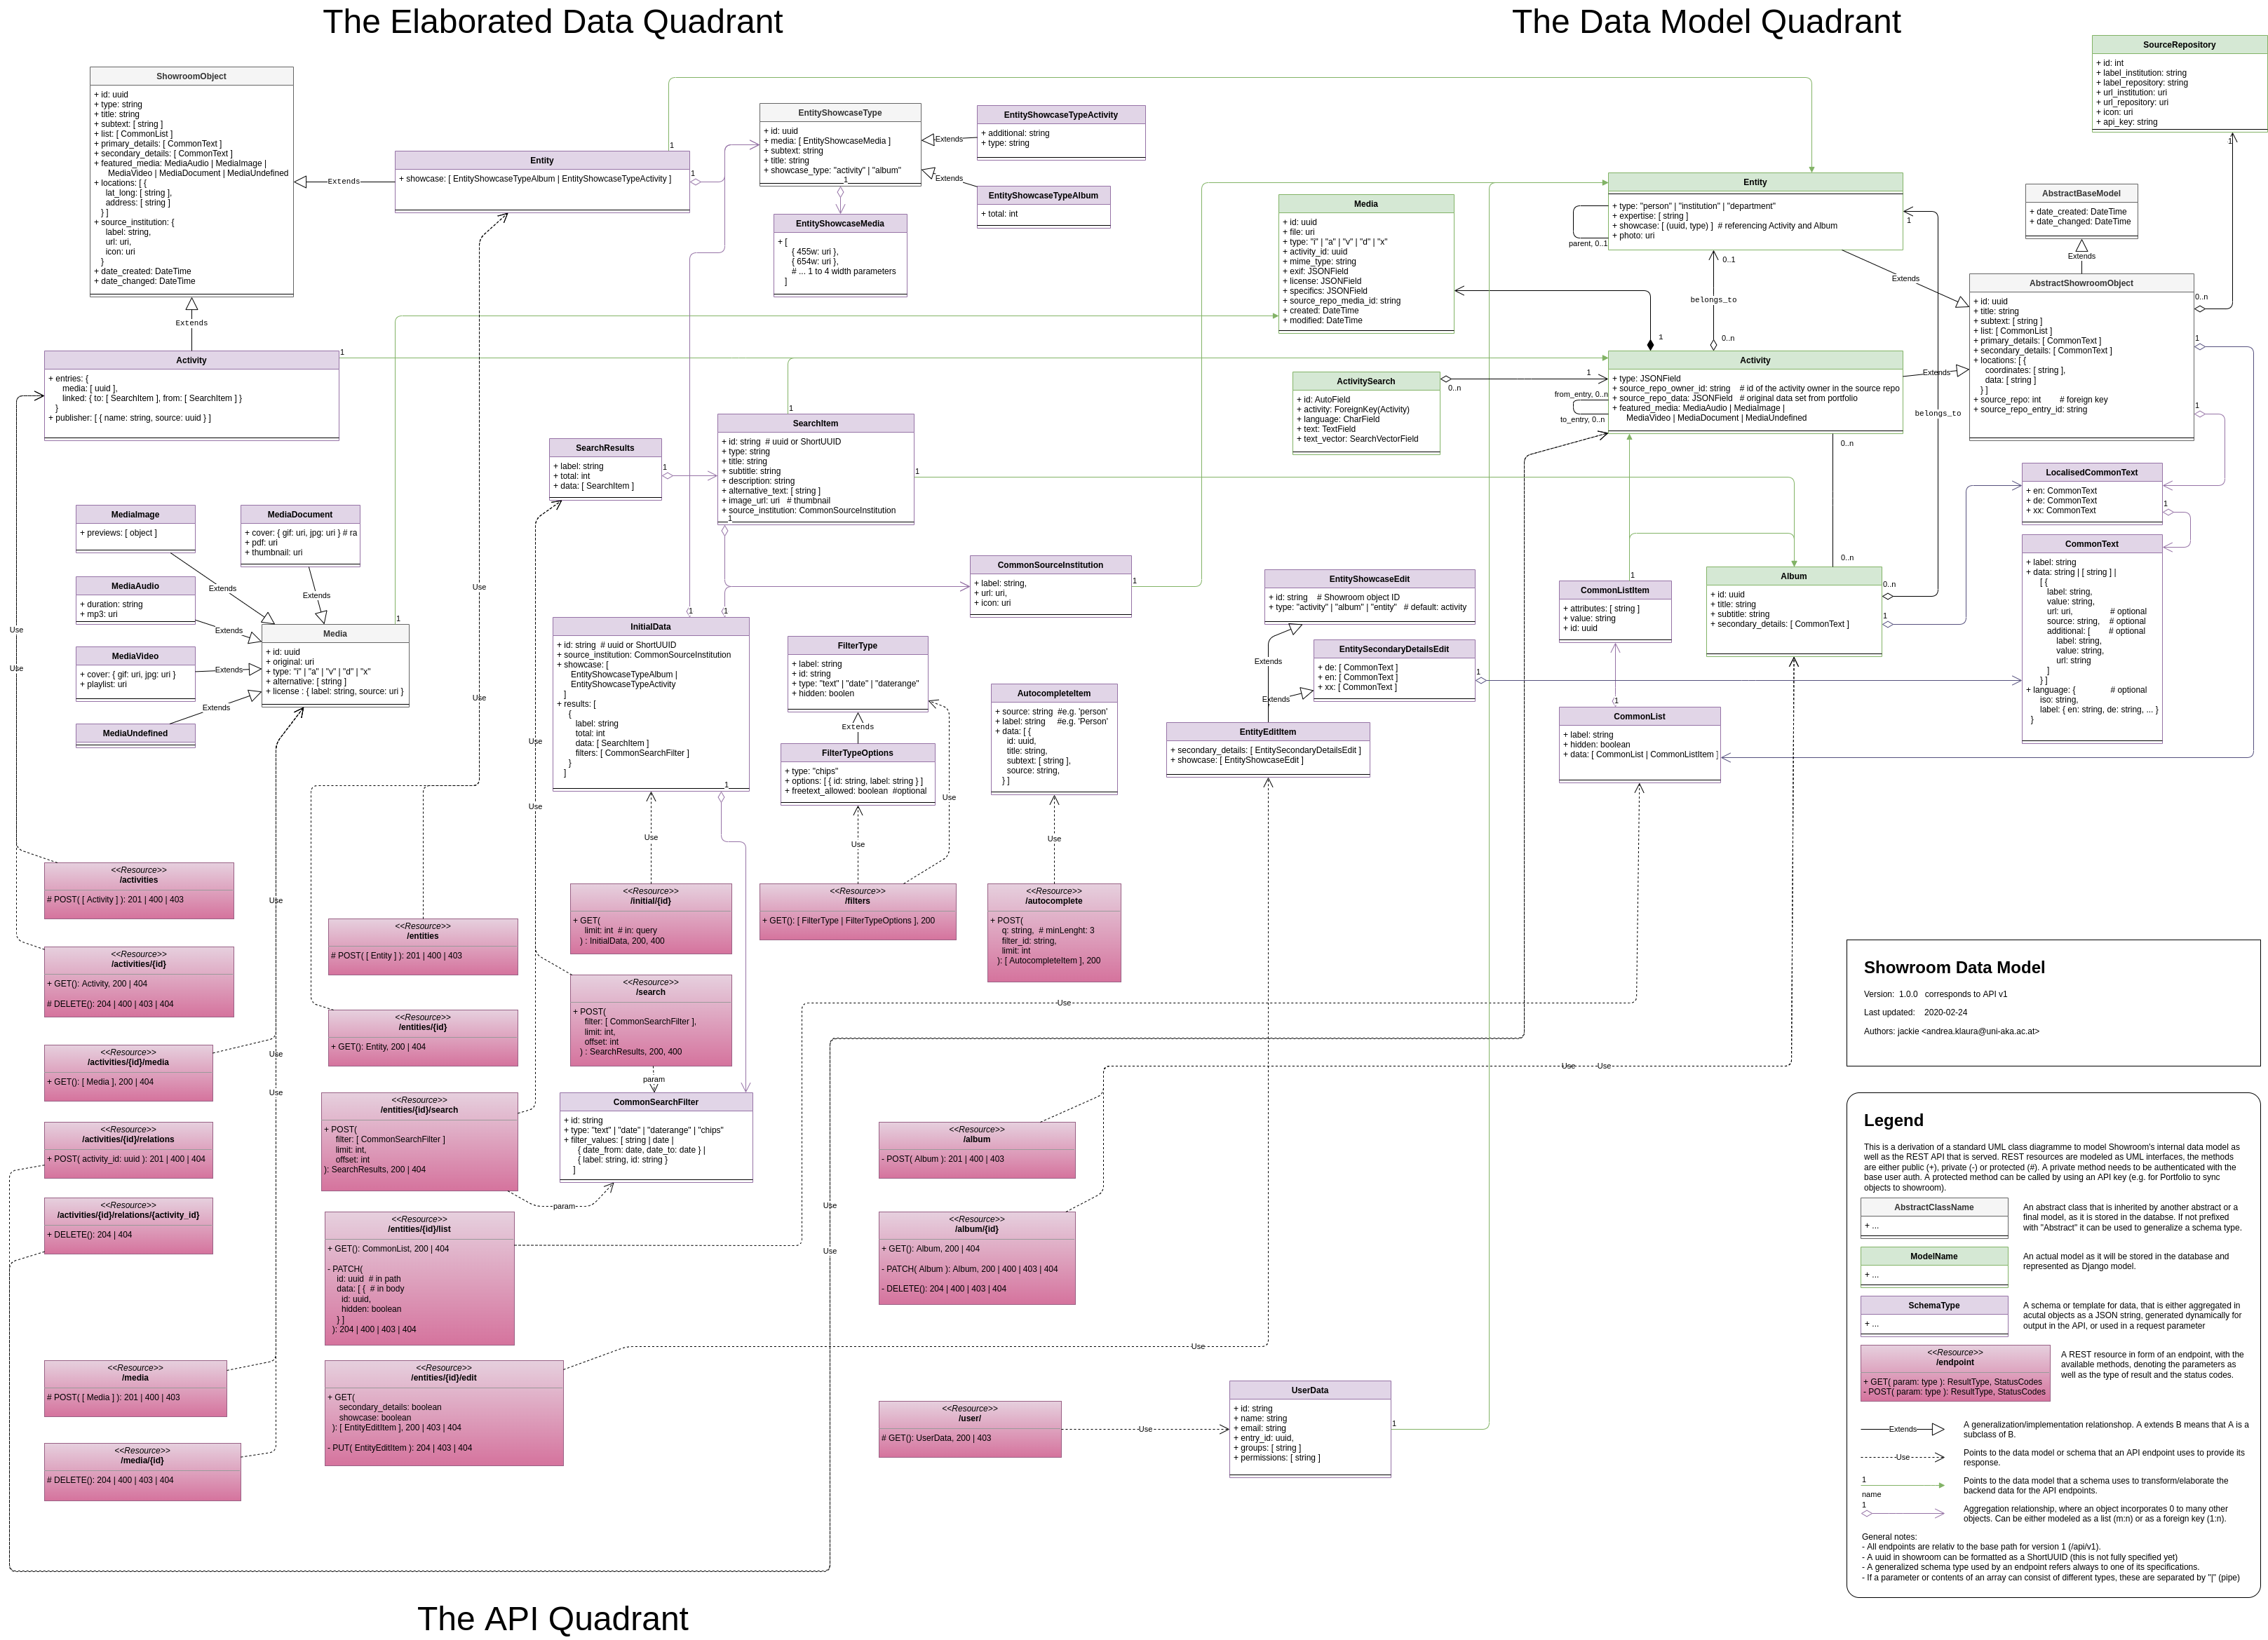 The Elaborated Data Quadrant
The Data Model Quadrant
SourceRepository
+ id: int
+ label_institution: string
+ label_repository: string
+ url_institution: uri
+ url_repository: uri
+ icon: uri
+ api_key: string
1
ShowroomObject
+ id: uuid
+ type: string
+ title: string
+ subtext: [ string ]
+ list: [ CommonList ]
+ primary_details: [ CommonText ]
+ secondary_details: [ CommonText ]
+ featured_media: MediaAudio | MediaImage |
MediaVideo | MediaDocument | MediaUndefined
+ locations: [ {
lat_long: [ string ],
address: [ string ]
} ]
+ source_institution: {
label: string,
url: uri,
icon: uri
}
+ date_created: DateTime
+ date_changed: DateTime
Extends
Extends
1
Entity
+ showcase: [ EntityShowcaseTypeAlbum | EntityShowcaseTypeActivity ]
1
EntityShowcaseType
+ id: uuid
+ media: [ EntityShowcaseMedia ]
+ subtext: string
+ title: string
+ showcase_type: "activity" | "album"
1
Extends
Extends
EntityShowcaseTypeActivity
+ additional: string
+ type: string
EntityShowcaseTypeAlbum
+ total: int
EntityShowcaseMedia
+ [
{ 455w: uri },
{ 654w: uri },
# ... 1 to 4 width parameters
]
Media
+ id: uuid
+ file: uri
+ type: "i" | "a" | "v" | "d" | "x"
+ activity_id: uuid
+ mime_type: string
+ exif: JSONField
+ license: JSONField
+ specifics: JSONField
+ source_repo_media_id: string
+ created: DateTime
+ modified: DateTime
Entity
+ type: "person" | "institution" | "department"
+ expertise: [ string ]
+ showcase: [ (uuid, type) ]  # referencing Activity and Album
+ photo: uri
parent, 0..1
1
0..1
belongs_to
0..n
1
Extends
AbstractBaseModel
+ date_created: DateTime
+ date_changed: DateTime
Extends
AbstractShowroomObject
+ id: uuid
+ title: string
+ subtext: [ string ]
+ list: [ CommonList ]
+ primary_details: [ CommonText ]
+ secondary_details: [ CommonText ]
+ locations: [ {
coordinates: [ string ],
data: [ string ]
} ]
+ source_repo: int        # foreign key
+ source_repo_entry_id: string
0..n
1
1
Activity
+ entries: {
media: [ uuid ],
linked: { to: [ SearchItem ], from: [ SearchItem ] }
}
+ publisher: [ { name: string, source: uuid } ]
1
ActivitySearch
+ id: AutoField
+ activity: ForeignKey(Activity)
+ language: CharField
+ text: TextField
+ text_vector: SearchVectorField
0..n
1
Activity
+ type: JSONField
+ source_repo_owner_id: string    # id of the activity owner in the source repo
+ source_repo_data: JSONField   # original data set from portfolio
+ featured_media: MediaAudio | MediaImage |
MediaVideo | MediaDocument | MediaUndefined
from_entry, 0..n
to_entry, 0..n
Extends
belongs_to
0..n
0..n
SearchResults
+ label: string
+ total: int
+ data: [ SearchItem ]
1
1
SearchItem
+ id: string  # uuid or ShortUUID
+ type: string
+ title: string
+ subtitle: string
+ description: string
+ alternative_text: [ string ]
+ image_url: uri   # thumbnail
+ source_institution: CommonSourceInstitution
1
1
LocalisedCommonText
+ en: CommonText
+ de: CommonText
+ xx: CommonText
1
CommonText
+ label: string
+ data: string | [ string ] |
[ {
label: string,
value: string,
url: uri,                # optional
source: string,    # optional
additional: [        # optional
label: string,
value: string,
url: string
]
} ]
+ language: {               # optional
iso: string,
label: { en: string, de: string, ... }
}
MediaImage
+ previews: [ object ]
MediaDocument
+ cover: { gif: uri, jpg: uri } # ra
+ pdf: uri
+ thumbnail: uri
MediaAudio
+ duration: string
+ mp3: uri
MediaVideo
+ cover: { gif: uri, jpg: uri }
+ playlist: uri
MediaUndefined
Extends
Extends
Extends
Extends
Extends
1
Media
+ id: uuid
+ original: uri
+ type: "i" | "a" | "v" | "d" | "x"
+ alternative: [ string ]
+ license : { label: string, source: uri }
Use
Use
Use
Use
Use
Use
CommonSourceInstitution
+ label: string,
+ url: uri,
+ icon: uri
1
1
1
InitialData
+ id: string  # uuid or ShortUUID
+ source_institution: CommonSourceInstitution
+ showcase: [
EntityShowcaseTypeAlbum |
EntityShowcaseTypeActivity
]
+ results: [
{
label: string
total: int
data: [ SearchItem ]
filters: [ CommonSearchFilter ]
}
]
1
FilterType
+ label: string
+ id: string
+ type: "text" | "date" | "daterange"
+ hidden: boolen
Extends
FilterTypeOptions
+ type: "chips"
+ options: [ { id: string, label: string } ]
+ freetext_allowed: boolean  #optional
Use
AutocompleteItem
+ source: string  #e.g. 'person'
+ label: string     #e.g. 'Person'
+ data: [ {
id: uuid,
title: string,
subtext: [ string ],
source: string,
} ]
EntityShowcaseEdit
+ id: string    # Showroom object ID
+ type: "activity" | "album" | "entity"   # default: activity
EntitySecondaryDetailsEdit
+ de: [ CommonText ]
+ en: [ CommonText ]
+ xx: [ CommonText ]
1
Extends
Extends
EntityEditItem
+ secondary_details: [ EntitySecondaryDetailsEdit ]
+ showcase: [ EntityShowcaseEdit ]
1
CommonListItem
+ attributes: [ string ]
+ value: string
+ id: uuid
1
CommonList
+ label: string
+ hidden: boolean
+ data: [ CommonList | CommonListItem ]
Album
+ id: uuid
+ title: string
+ subtitle: string
+ secondary_details: [ CommonText ]
0..n
1
Use
Use
Use
<<Resource>>
/activities
# POST( [ Activity ] ): 201 | 400 | 403
<<Resource>>
/activities/{id}
+ GET(): Activity, 200 | 404
# DELETE(): 204 | 400 | 403 | 404
<<Resource>>
/activities/{id}/media
+ GET(): [ Media ], 200 | 404
<<Resource>>
/activities/{id}/relations
+ POST( activity_id: uuid ): 201 | 400 | 404
<<Resource>>
/activities/{id}/relations/{activity_id}
+ DELETE(): 204 | 404
<<Resource>>
/media
# POST( [ Media ] ): 201 | 400 | 403
<<Resource>>
/media/{id}
# DELETE(): 204 | 400 | 403 | 404
Use
Use
Use
<<Resource>>
/entities
# POST( [ Entity ] ): 201 | 400 | 403
<<Resource>>
/entities/{id}
+ GET(): Entity, 200 | 404
<<Resource>>
/entities/{id}/search
+ POST(
filter: [ CommonSearchFilter ]
limit: int,
offset: int
): SearchResults, 200 | 404
param
<<Resource>>
/entities/{id}/list
+ GET(): CommonList, 200 | 404
- PATCH(
id: uuid  # in path
data: [ {  # in body
id: uuid,
hidden: boolean
} ]
): 204 | 400 | 403 | 404
<<Resource>>
/entities/{id}/edit
+ GET(
secondary_details: boolean
showcase: boolean
): [ EntityEditItem ], 200 | 403 | 404
- PUT( EntityEditItem ): 204 | 403 | 404
<<Resource>>
/initial/{id}
+ GET(
limit: int  # in: query
) : InitialData, 200, 400
<<Resource>>
/search
+ POST(
filter: [ CommonSearchFilter ],
limit: int,
offset: int
) : SearchResults, 200, 400
param
CommonSearchFilter
+ id: string
+ type: "text" | "date" | "daterange" | "chips"
+ filter_values: [ string | date |
{ date_from: date, date_to: date } |
{ label: string, id: string }
]
<<Resource>>
/filters
+ GET(): [ FilterType | FilterTypeOptions ], 200
<<Resource>>
/autocomplete
+ POST(
q: string,  # minLenght: 3
filter_id: string,
limit: int
): [ AutocompleteItem ], 200
Use
Use
Use
Use
Use
Use
<<Resource>>
/album
- POST( Album ): 201 | 400 | 403
<<Resource>>
/album/{id}
+ GET(): Album, 200 | 404
- PATCH( Album ): Album, 200 | 400 | 403 | 404
- DELETE(): 204 | 400 | 403 | 404
Use
<<Resource>>
/user/
# GET(): UserData, 200 | 403
Use
UserData
+ id: string
+ name: string
+ email: string
+ entry_id: uuid,
+ groups: [ string ]
+ permissions: [ string ]
1
The API Quadrant
Showroom Data Model
Version:  1.0.0   corresponds to API v1
Last updated:    2020-02-24
Authors: jackie <andrea.klaura@uni-aka.ac.at>
Legend
This is a derivation of a standard UML class diagramme to model Showroom's internal data model as
well as the REST API that is served. REST resources are modeled as UML interfaces, the methods
are either public (+), private (-) or protected (#). A private method needs to be authenticated with the
base user auth. A protected method can be called by using an API key (e.g. for Portfolio to sync
objects to showroom).
AbstractClassName
+ ...
An abstract class that is inherited by another abstract or a
final model, as it is stored in the databse. If not prefixed
with "Abstract" it can be used to generalize a schema type.
ModelName
+ ...
An actual model as it will be stored in the database and
represented as Django model.
SchemaType
+ ...
A schema or template for data, that is either aggregated in
acutal objects as a JSON string, generated dynamically for
output in the API, or used in a request parameter
<<Resource>>
/endpoint
+ GET( param: type ): ResultType, StatusCodes
- POST( param: type ): ResultType, StatusCodes
A REST resource in form of an endpoint, with the
available methods, denoting the parameters as
well as the type of result and the status codes.
Extends
A generalization/implementation relationshop. A extends B means that A is a
subclass of B.
Use
Points to the data model or schema that an API endpoint uses to provide its
response.
1
name
Points to the data model that a schema uses to transform/elaborate the
backend data for the API endpoints.
1
Aggregation relationship, where an object incorporates 0 to many other
objects. Can be either modeled as a list (m:n) or as a foreign key (1:n).
General notes:
- All endpoints are relativ to the base path for version 1 (/api/v1).
- A uuid in showroom can be formatted as a ShortUUID (this is not fully specified yet)
- A generalized schema type used by an endpoint refers always to one of its specifications.
- If a parameter or contents of an array can consist of different types, these are separated by "|" (pipe)